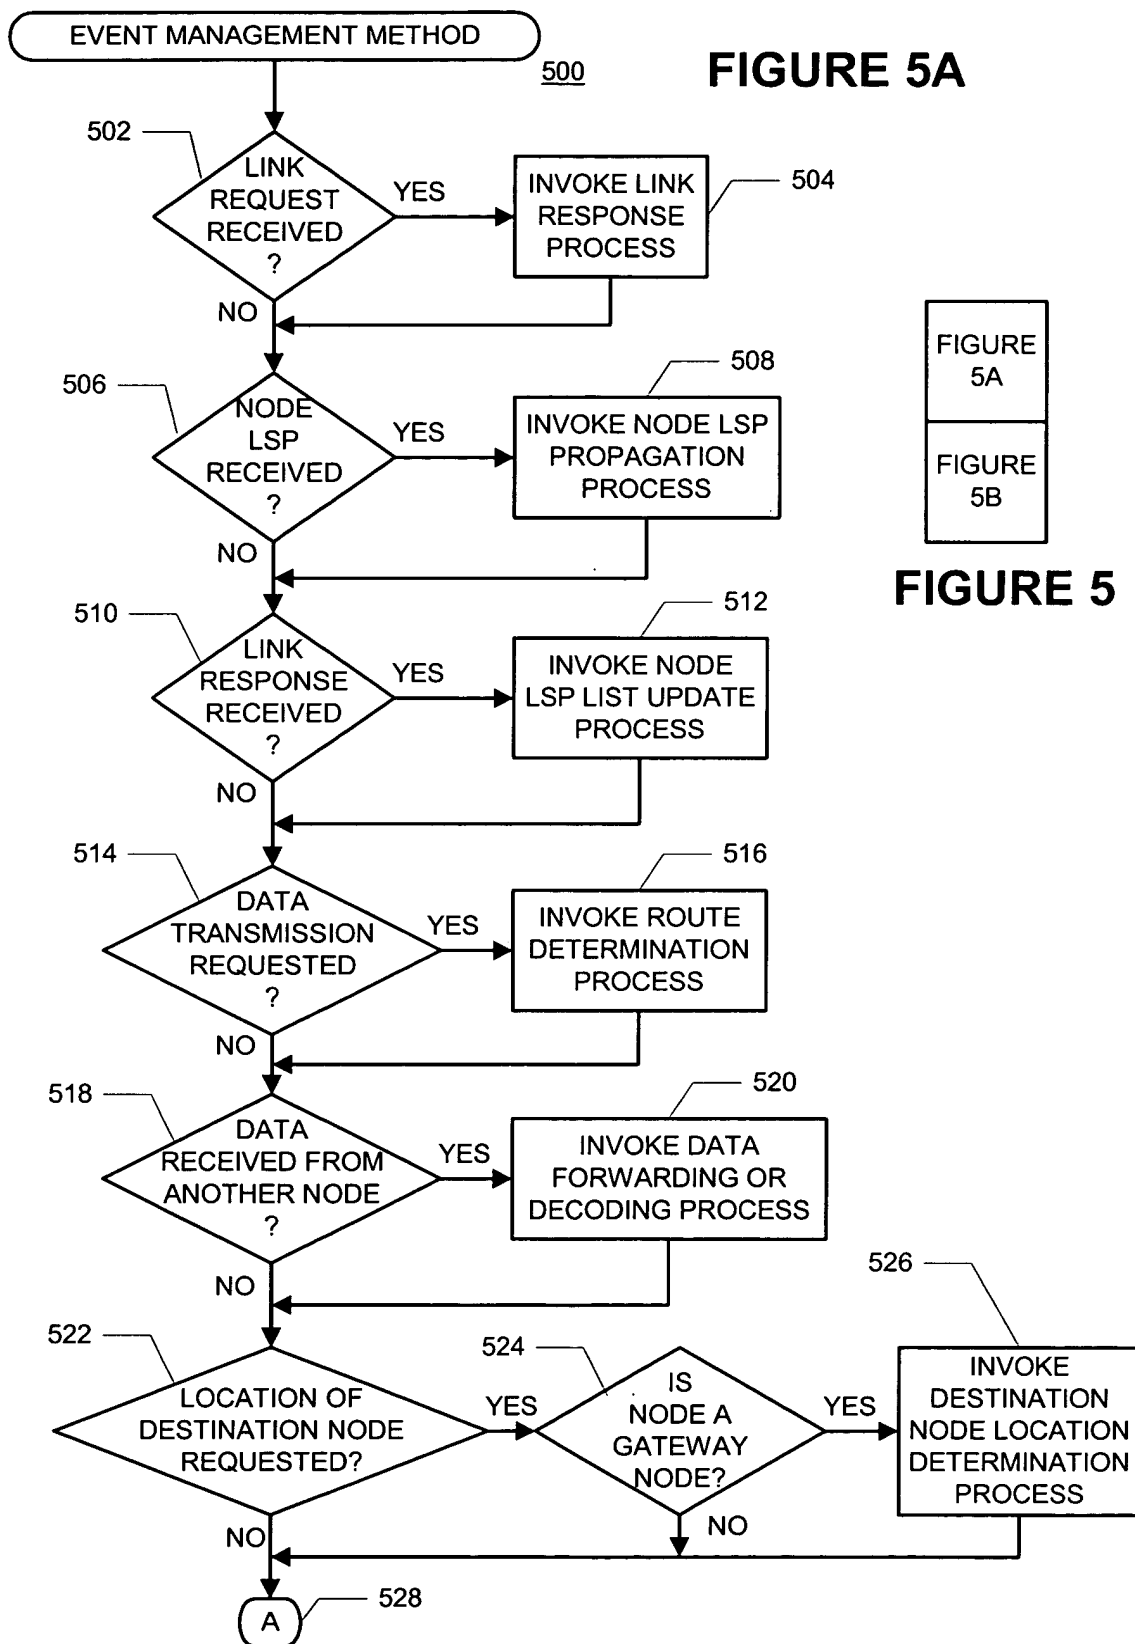 EVENT MANAGEMENT METHOD
500
FIGURE 5A
502
LINK
REQUEST
RECEIVED
?
YES
INVOKE LINK
RESPONSE
PROCESS
504
NO
506
NODE
LSP
RECEIVED
?
YES
508
INVOKE NODE LSP
PROPAGATION
PROCESS
NO
FIGURE
5A
FIGURE
5B
FIGURE 5
510
LINK
RESPONSE
RECEIVED
?
YES
512
INVOKE NODE
LSP LIST UPDATE
PROCESS
NO
514
DATA
TRANSMISSION
REQUESTED
?
YES
516
INVOKE ROUTE
DETERMINATION
PROCESS
NO
518
DATA
RECEIVED FROM
ANOTHER NODE
?
YES
520
INVOKE DATA
FORWARDING OR
DECODING PROCESS
NO
522
LOCATION OF
DESTINATION NODE
REQUESTED?
YES
524
IS
NODE A
GATEWAY
NODE?
YES
526
INVOKE
DESTINATION
NODE LOCATION
DETERMINATION
PROCESS
NO
NO
A
528